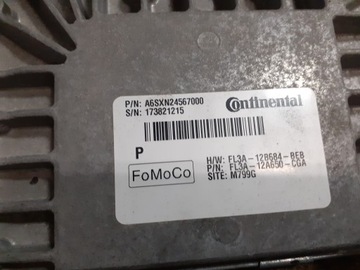 P/N: A6SXN24567000
Continental
S/N: 173821215
P
H/W: FL3A-12B684-BEB
FoMoCo
P/N: FL3A-12A650-CGA
SITE: M799G